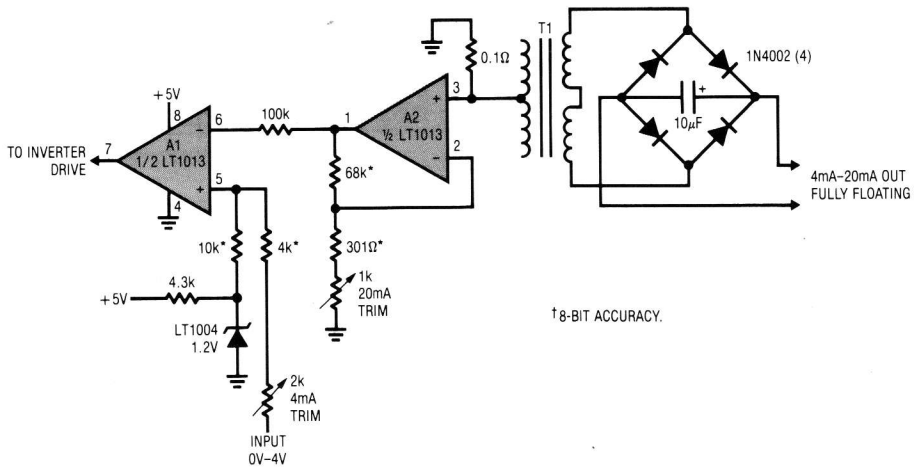 T1
0.1Ω
1N4002 (4)
+5V
8
6
100k
1
3
+
A2
½ LT1013
−
2
+
10μF
TO INVERTER
DRIVE
7
−
A1
1/2 LT1013
+
5
4
68k*
4mA–20mA OUT
FULLY FLOATING
10k*
4k*
301Ω*
4.3k
+5V
1k
20mA
TRIM
†8-BIT ACCURACY.
LT1004
1.2V
2k
4mA
TRIM
INPUT
0V–4V